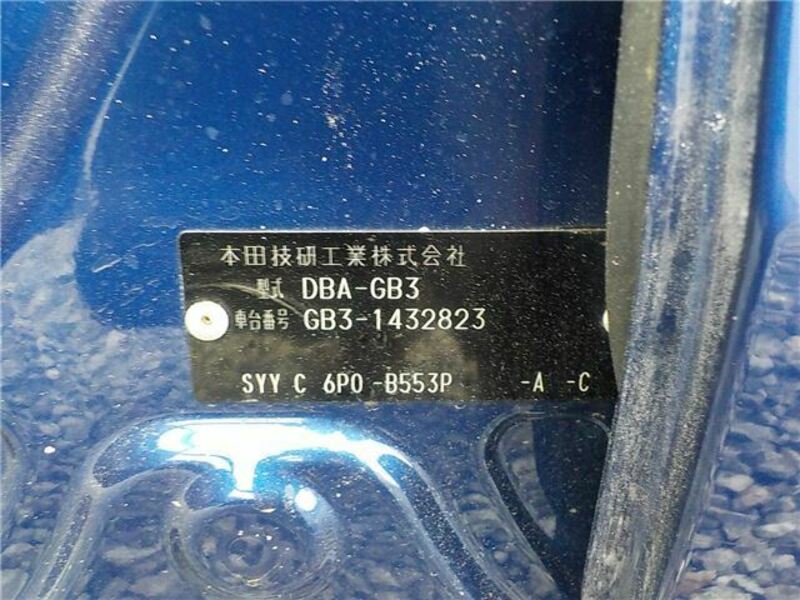 本田技研工業株式会社
型式 DBA-GB3
車台番号 GB3-1432823
SYY C 6P0 -B553P -A -C